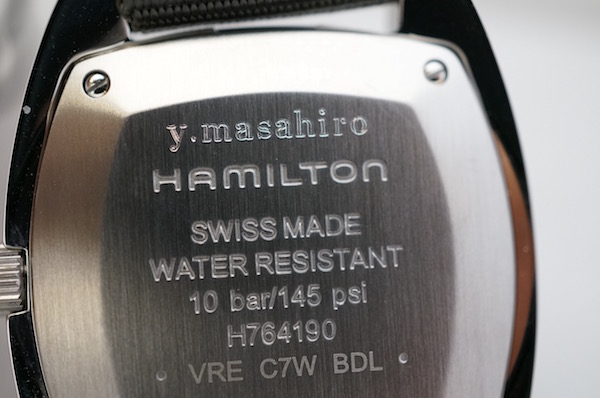 y.masahiro
HAMILTON
SWISS MADE
WATER RESISTANT
10 bar/145 psi
H764190
VRE C7W BDL